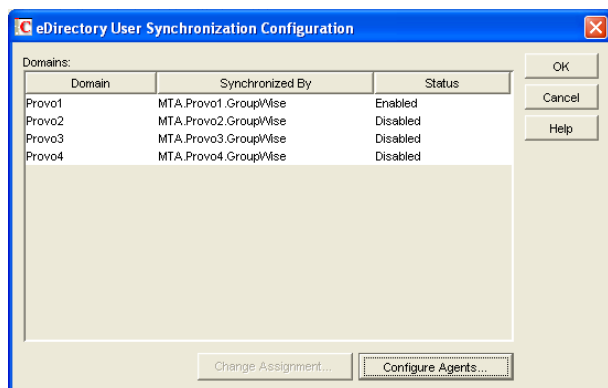 eDirectory User Synchronization Configuration
Domains:
Domain Synchronized By Status
Provo1 MTA.Provo1.GroupWise Enabled
Provo2 MTA.Provo2.GroupWise Disabled
Provo3 MTA.Provo3.GroupWise Disabled
Provo4 MTA.Provo4.GroupWise Disabled
OK
Cancel
Help
Change Assignment...
Configure Agents...